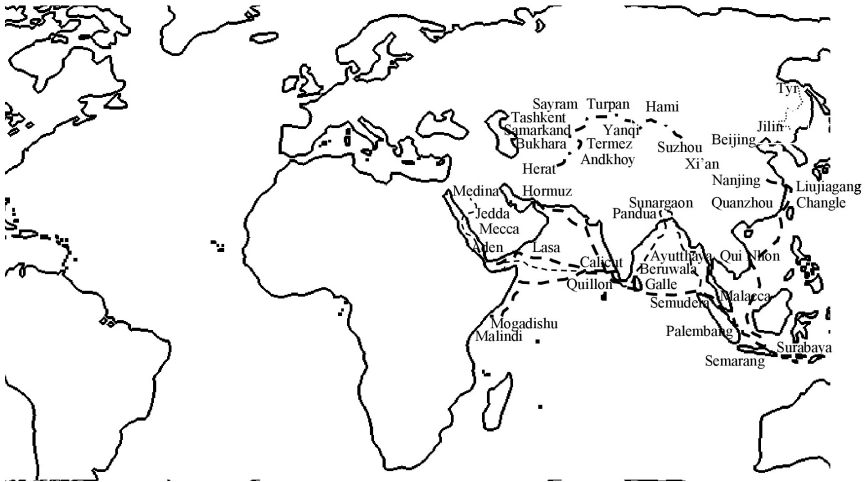 Tyr
Sayram Turpan Hami
Tashkent
Samarkand Yanqi Jilin
Bukhara Termez Suzhou Beijing
Andkhoy Xi'an
Herat
Nanjing Liujiagang
Medina Hormuz
Sunargaon Quanzhou Changle
Jedda Pandua
Mecca
Aden Lasa
Calicut Ayutthaya Qui Nhon
Beruwala
Quillon Galle
Semudera Malacca
Mogadishu Palembang
Malindi
Surabaya
Semarang